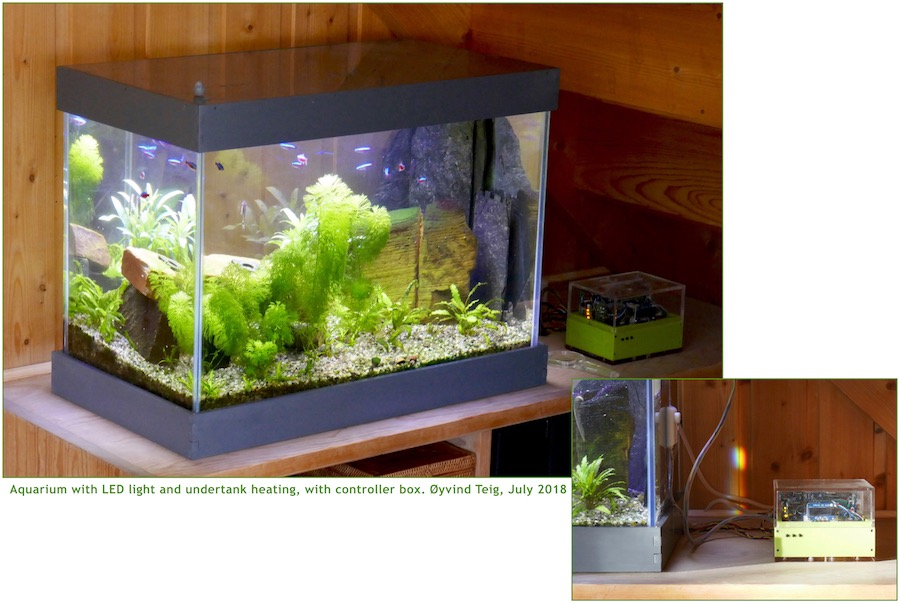 Aquarium with LED light and undertank heating, with controller box. Øyvind Teig, July 2018